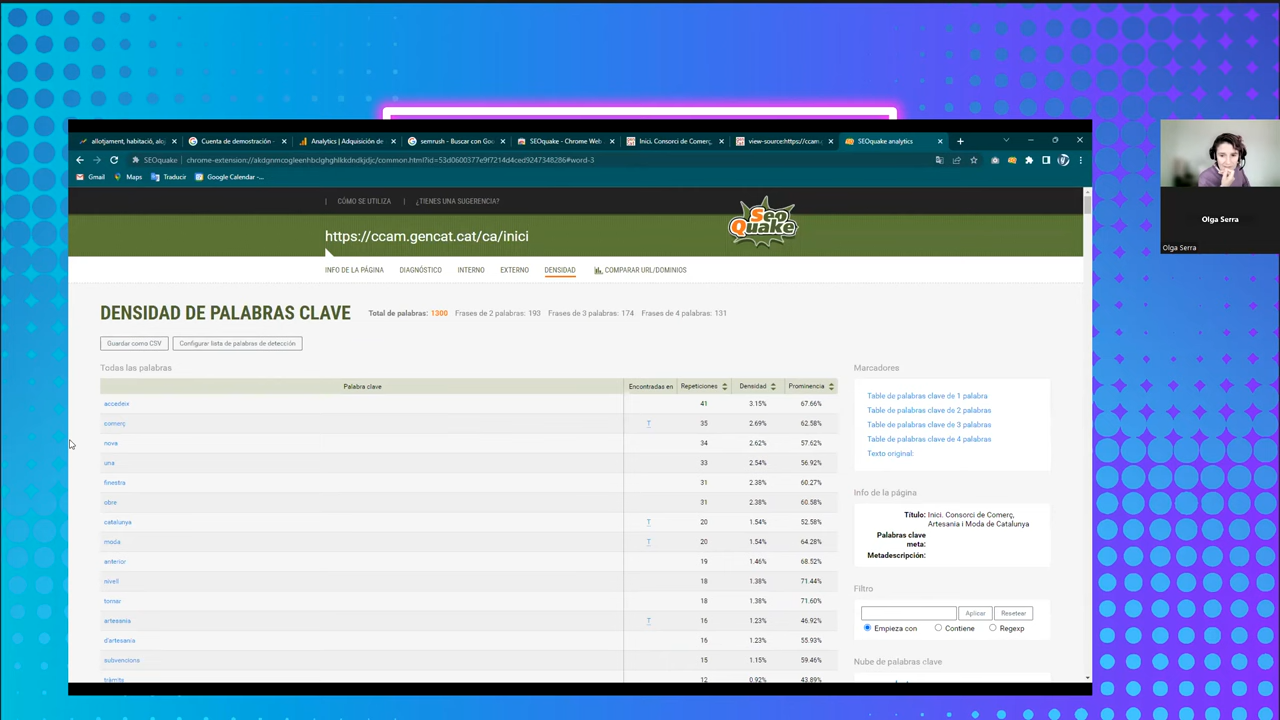 allotjament, habitació, aloj
Cuenta de demostración -
Analytics | Adquisición de
semrush - Buscar con Goo
SEOquake - Chrome Web
Inici. Consorci de Comerç,
view-source:https://ccam.g
SEOquake analytics
SEOquake
Gmail
Maps
Traducir
Google Calendar -...
CÓMO SE UTILIZA
¿TIENES UNA SUGERENCIA?
Seo
Quake
https://ccam.gencat.cat/ca/inici
INFO DE LA PÁGINA
DIAGNÓSTICO
INTERNO
EXTERNO
DENSIDAD
COMPARAR URL/DOMINIOS
DENSIDAD DE PALABRAS CLAVE
Total de palabras: 1300 Frases de 2 palabras: 193 Frases de 3 palabras: 174 Frases de 4 palabras: 131
Guardar como CSV
Configurar lista de palabras de detección
Todas las palabras
Palabra clave Encontradas en Repeticiones Densidad Prominencia
accedeix 41 3.15% 67.66%
comerç T 35 2.69% 62.58%
nova 34 2.62% 57.62%
una 33 2.54% 56.92%
finestra 31 2.38% 60.27%
obre 31 2.38% 60.58%
catalunya T 20 1.54% 52.58%
moda T 20 1.54% 64.28%
anterior 19 1.46% 68.52%
nivell 18 1.38% 71.44%
tornar 18 1.38% 71.60%
artesania T 16 1.23% 46.92%
d'artesania 16 1.23% 55.93%
subvencions 15 1.15% 59.46%
tràmits 12 0.92% 43.89%
Marcadores
Table de palabras clave de 1 palabra
Table de palabras clave de 2 palabras
Table de palabras clave de 3 palabras
Table de palabras clave de 4 palabras
Texto original:
Info de la página
Título: Inici. Consorci de Comerç,
Artesania i Moda de Catalunya
Palabras clave
meta:
Metadescripción:
Filtro
Aplicar
Resetear
Empieza con
Contiene
Regexp
Nube de palabras clave
Olga Serra
Olga Serra